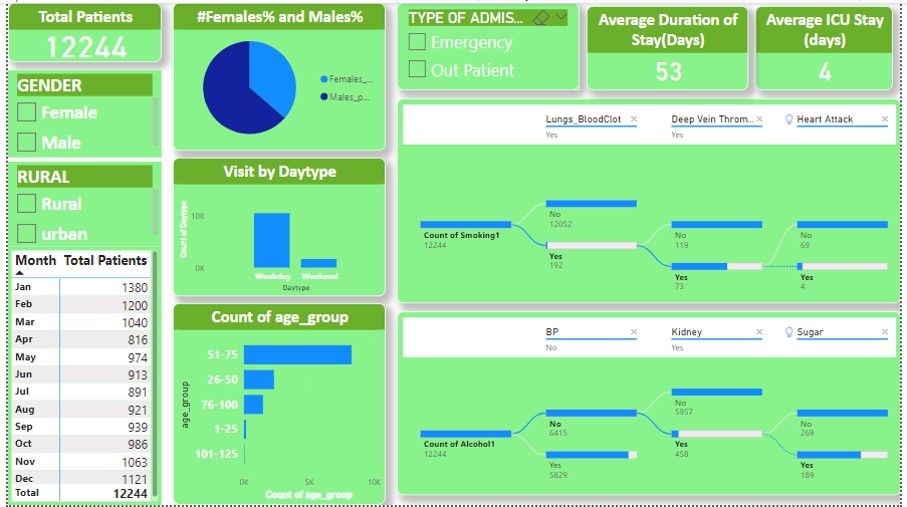 Total Patients
12244
GENDER
Female
Male
RURAL
Rural
urban
Month Total Patients
Jan 1380
Feb 1200
Mar 1040
Apr 816
May 974
Jun 913
Jul 891
Aug 921
Sep 939
Oct 986
Nov 1063
Dec 1121
Total 12244
#Females% and Males%
Females_...
Males_p...
Visit by Daytype
Count of Daytype
10K
0K
Weekday Weekend
Daytype
Count of age_group
age_group
51-75
26-50
76-100
1-25
101-125
0K 5K 10K
Count of age_group
TYPE OF ADMIS...
Emergency
Out Patient
Average Duration of
Stay(Days)
53
Average ICU Stay
(days)
4
Lungs_BloodClot
Yes
Deep Vein Throm...
Yes
Heart Attack
Count of Smoking1
12244
No
12052
Yes
192
No
119
Yes
73
No
69
Yes
4
BP
No
Kidney
Yes
Sugar
Count of Alcohol1
12244
No
6415
Yes
5829
No
5957
Yes
458
No
269
Yes
189